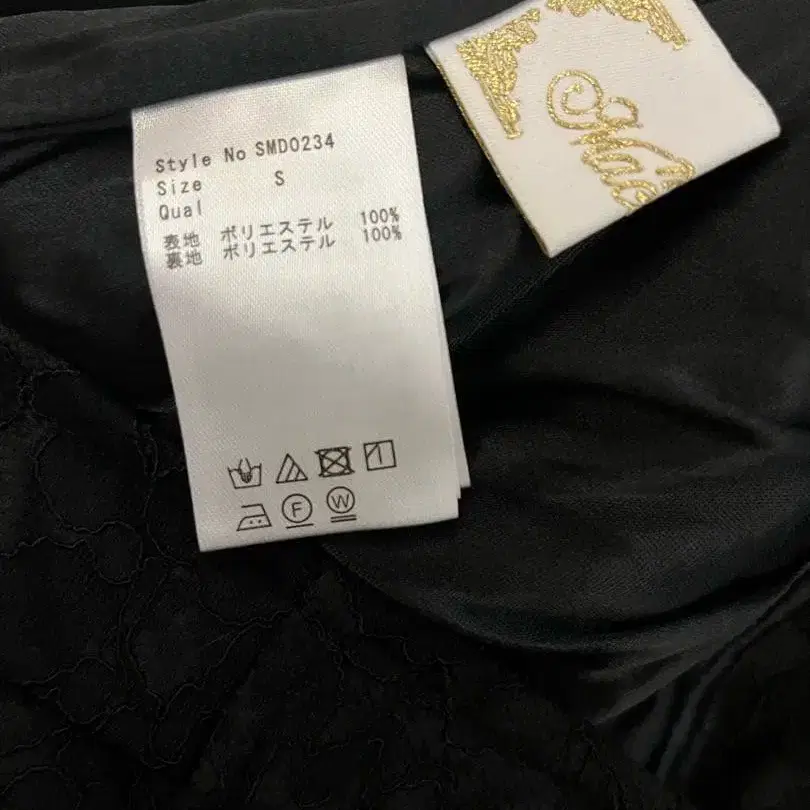 Style No SMD0234
Size S
Qual
表地 ポリエステル 100%
裏地 ポリエステル 100%
F W